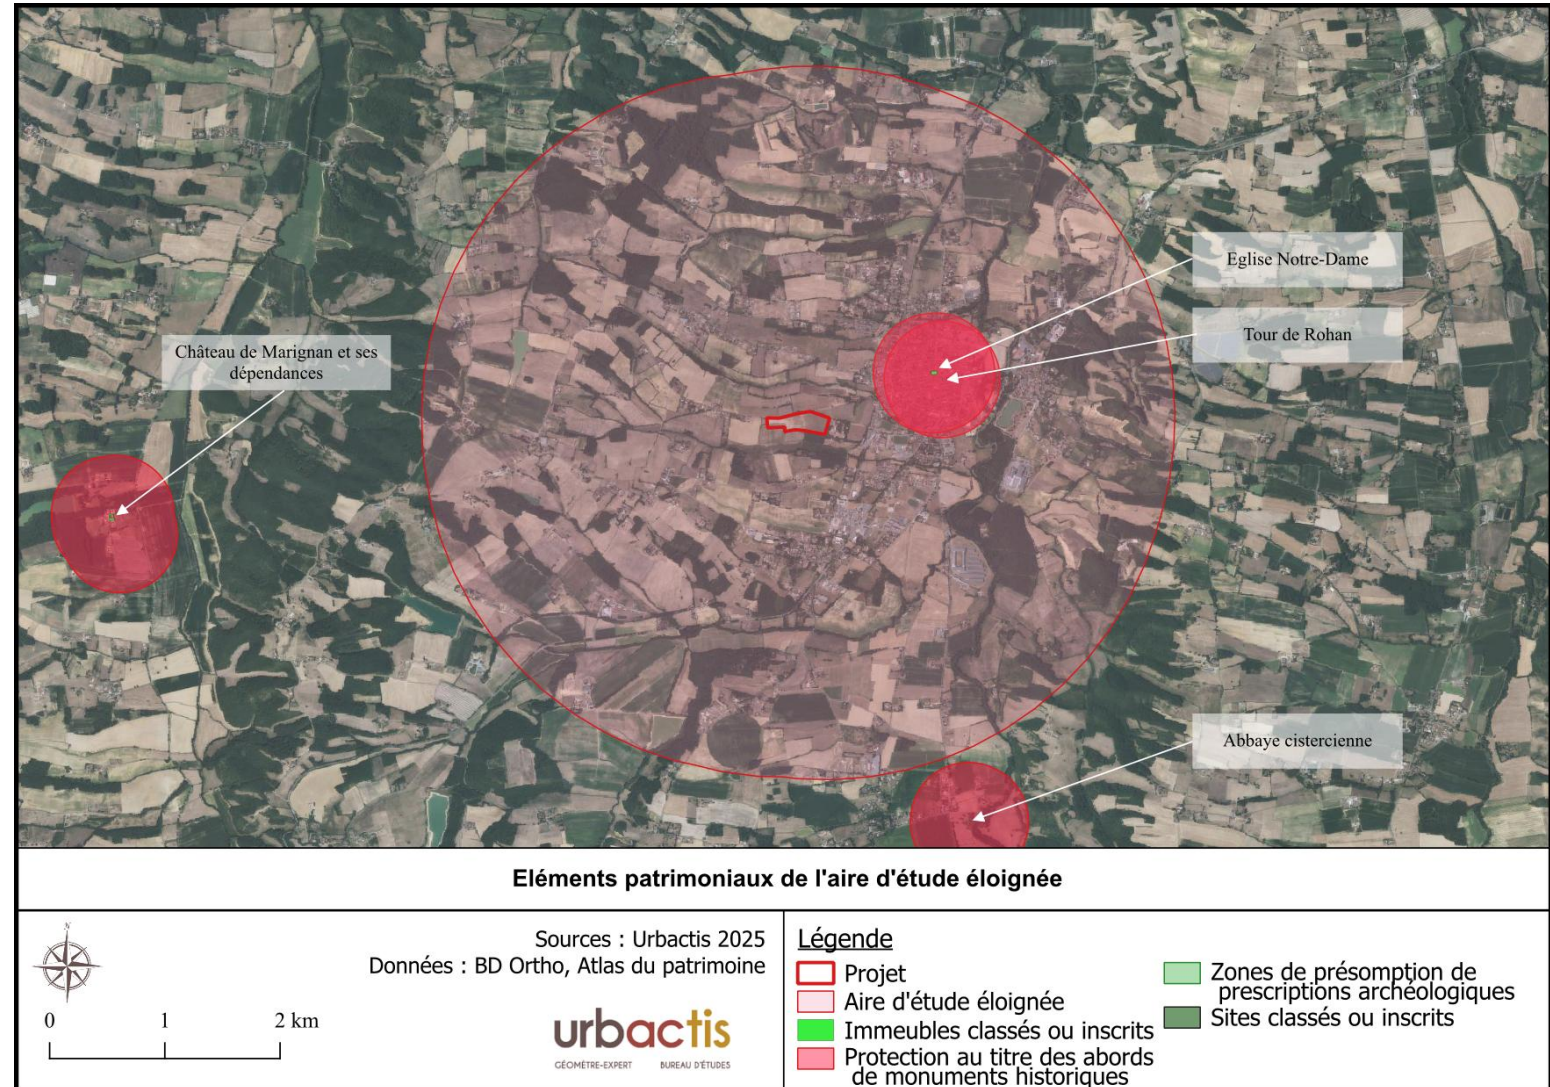 Eglise Notre-Dame
Tour de Rohan
Château de Marignan et ses
dépendances
Abbaye cistercienne
Eléments patrimoniaux de l'aire d'étude éloignée
N
Sources : Urbactis 2025
Données : BD Ortho, Atlas du patrimoine
0 1 2 km
urbactis
GÉOMÈTRE-EXPERT BUREAU D'ÉTUDES
Légende
Projet
Aire d'étude éloignée
Immeubles classés ou inscrits
Protection au titre des abords
de monuments historiques
Zones de présomption de
prescriptions archéologiques
Sites classés ou inscrits